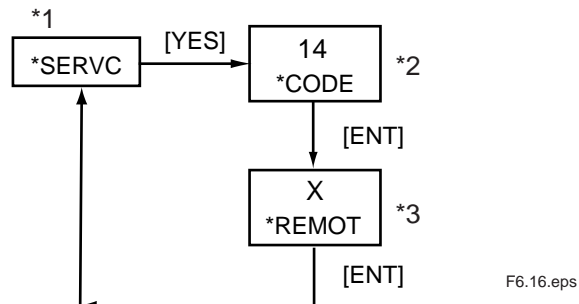 *1
[YES]
*SERVC
14
*CODE
*2
[ENT]
X
*REMOT
*3
[ENT]
F6.16.eps